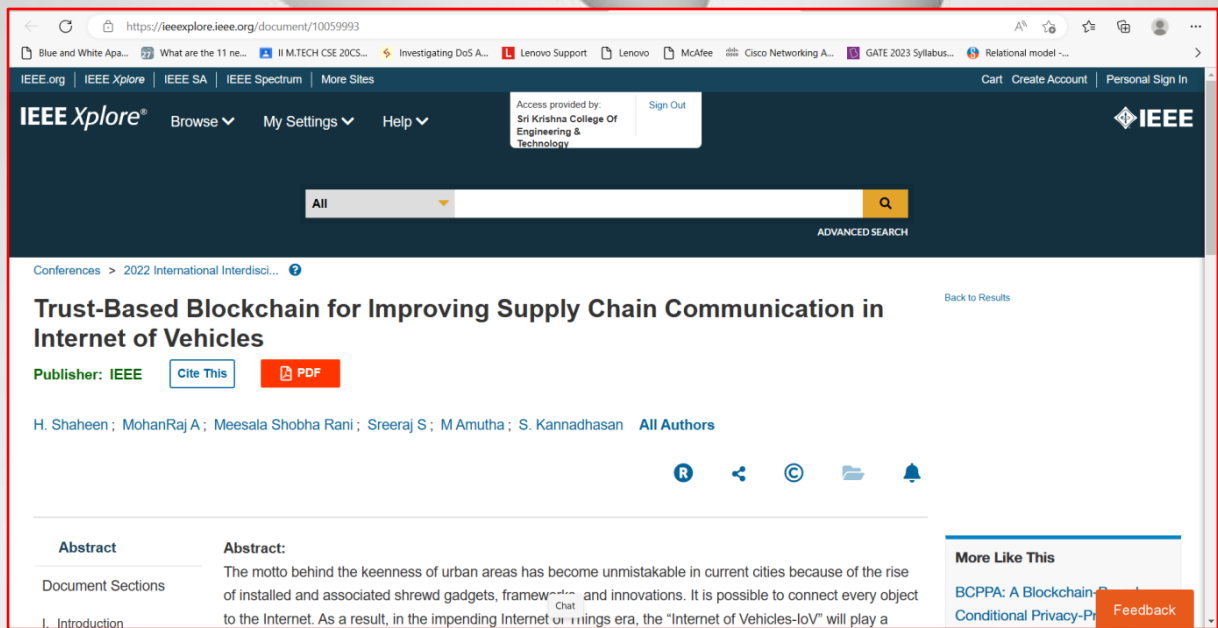 https://ieeexplore.ieee.org/document/10059993
Blue and White Apa... What are the 11 ne... II M.TECH CSE 20CS... Investigating DoS A... Lenovo Support Lenovo McAfee Cisco Networking A... GATE 2023 Syllabus... Relational model -...
IEEE.org IEEE Xplore IEEE SA IEEE Spectrum More Sites Cart Create Account Personal Sign In
IEEE Xplore® Browse My Settings Help
Access provided by: Sign Out
Sri Krishna College Of
Engineering &
Technology
IEEE
All
ADVANCED SEARCH
Conferences > 2022 International Interdisci...
Trust-Based Blockchain for Improving Supply Chain Communication in
Internet of Vehicles
Back to Results
Publisher: IEEE Cite This PDF
H. Shaheen ; MohanRaj A ; Meesala Shobha Rani ; Sreeraj S ; M Amutha ; S. Kannadhasan All Authors
Abstract
Document Sections
I. Introduction
Abstract:
The motto behind the keenness of urban areas has become unmistakable in current cities because of the rise
of installed and associated shrewd gadgets, frameworks, and innovations. It is possible to connect every object
to the Internet. As a result, in the impending Internet of Things era, the “Internet of Vehicles-IoV” will play a
Chat
More Like This
BCPPA: A Blockchain-
Conditional Privacy-Pr
Feedback